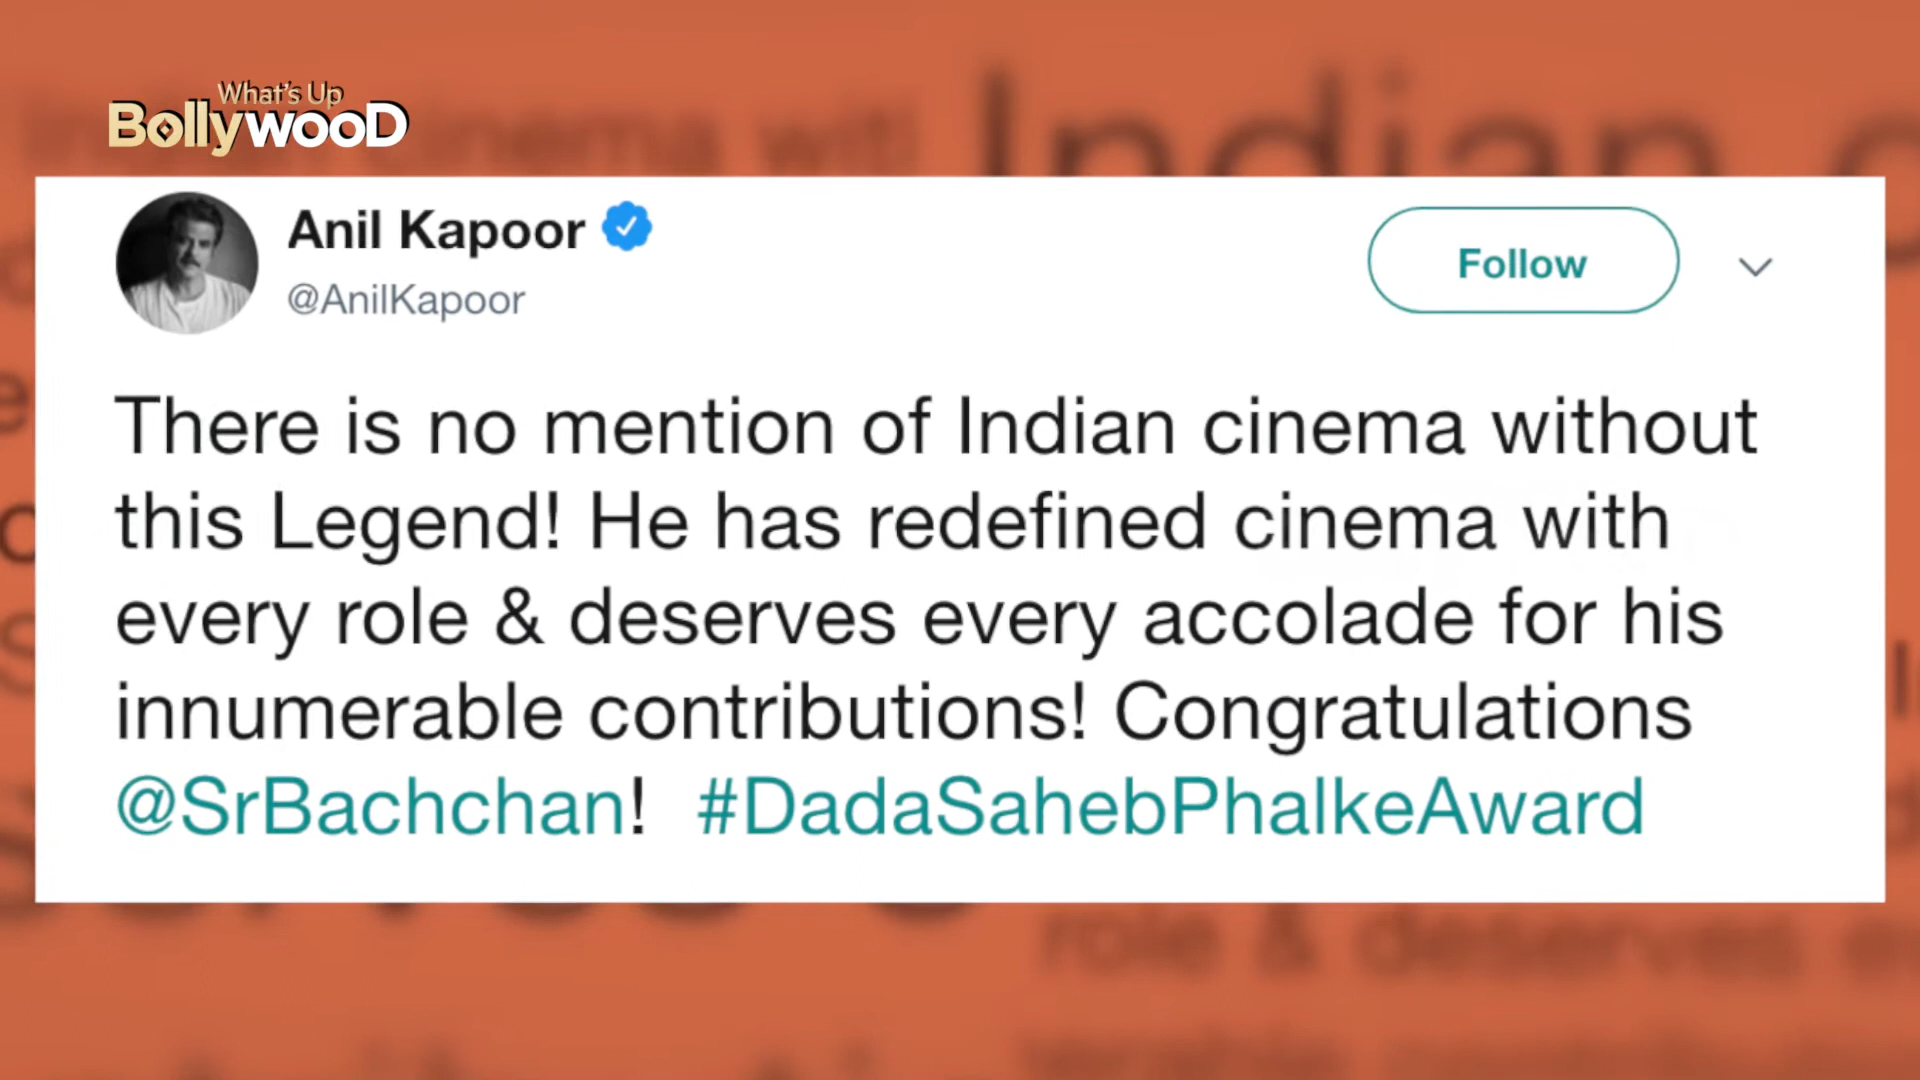 What's Up
BollywooD
Anil Kapoor
@AnilKapoor
Follow
There is no mention of Indian cinema without
this Legend! He has redefined cinema with
every role & deserves every accolade for his
innumerable contributions! Congratulations
@SrBachchan! #DadaSahebPhalkeAward